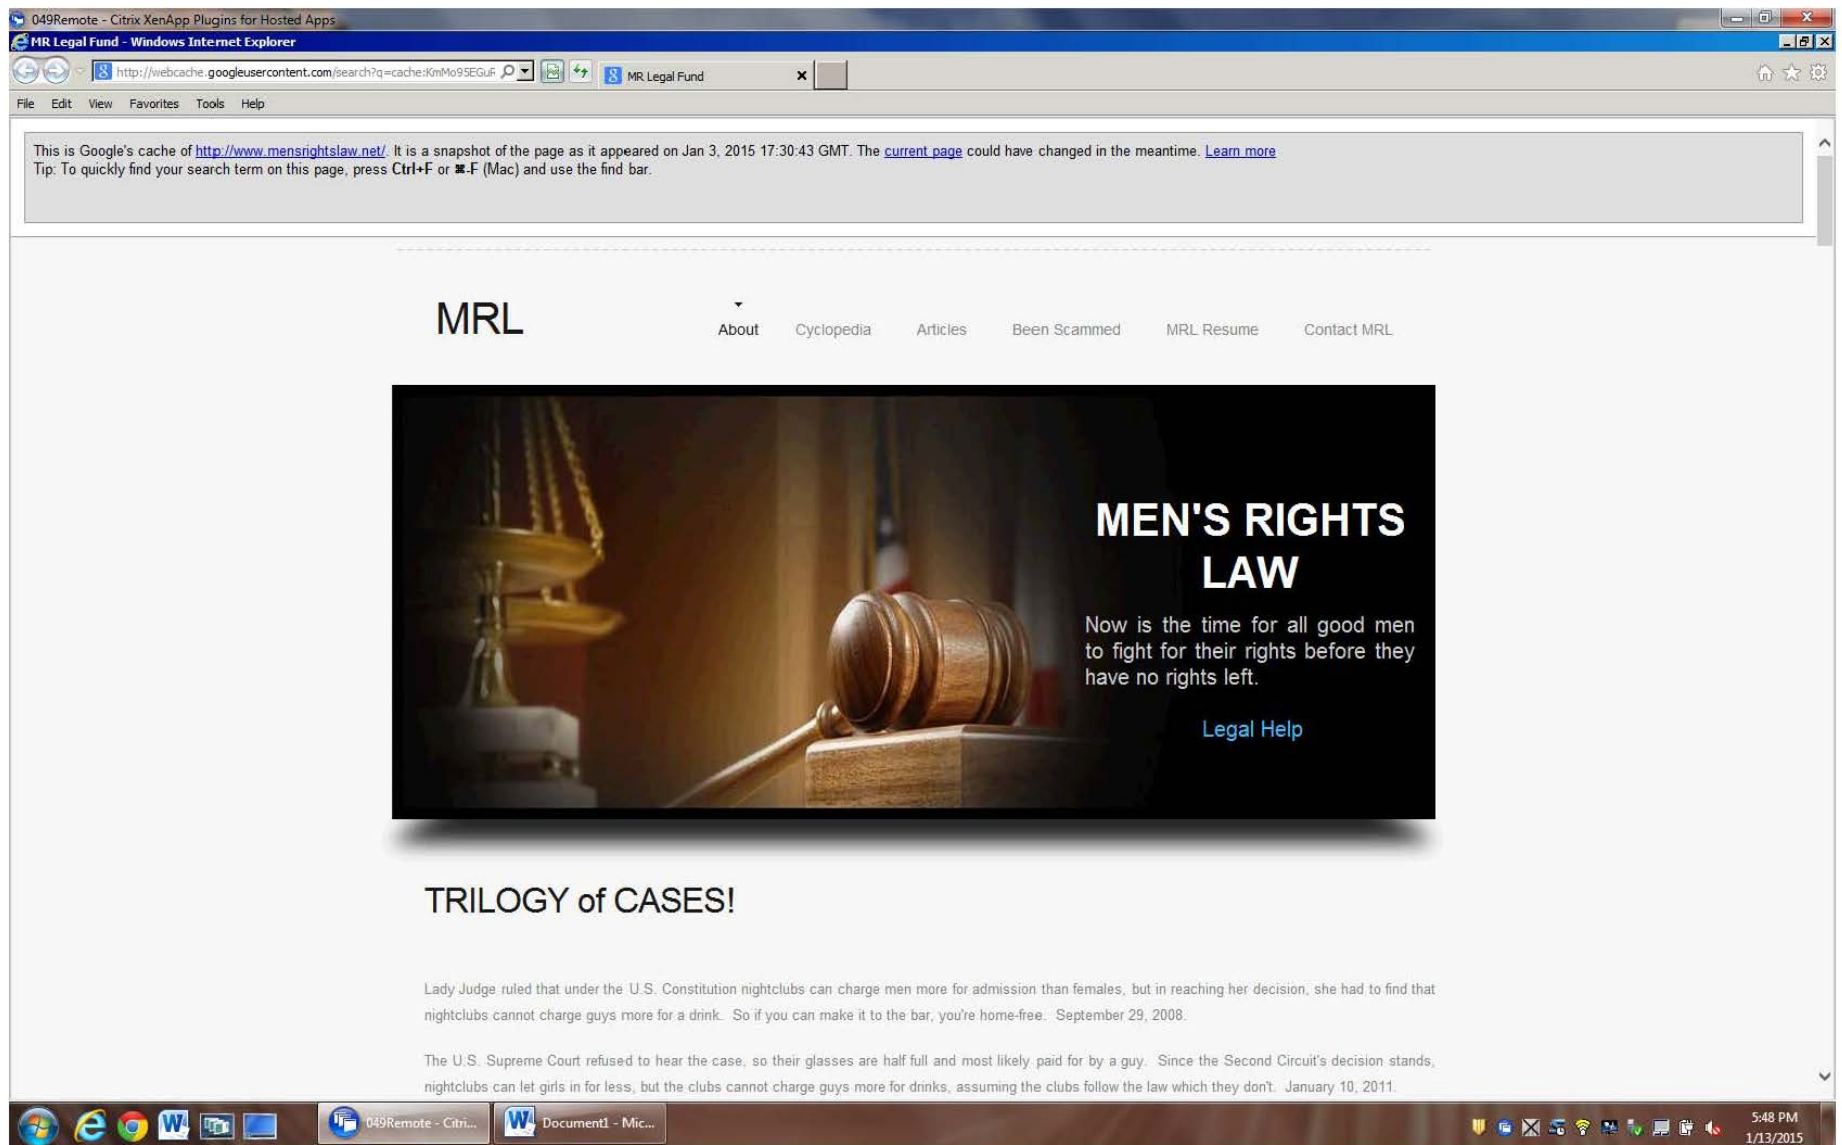 049Remote - Citrix XenApp Plugins for Hosted Apps
MR Legal Fund - Windows Internet Explorer
http://webcache.googleusercontent.com/search?q=cache:KmMo95EGuF
MR Legal Fund
File Edit View Favorites Tools Help
This is Google's cache of http://www.mensrightslaw.net/. It is a snapshot of the page as it appeared on Jan 3, 2015 17:30:43 GMT. The current page could have changed in the meantime. Learn more
Tip: To quickly find your search term on this page, press Ctrl+F or ⌘-F (Mac) and use the find bar.
MRL
About Cyclopedia Articles Been Scammed MRL Resume Contact MRL
MEN'S RIGHTS
LAW
Now is the time for all good men
to fight for their rights before they
have no rights left.
Legal Help
TRILOGY of CASES!
Lady Judge ruled that under the U.S. Constitution nightclubs can charge men more for admission than females, but in reaching her decision, she had to find that
nightclubs cannot charge guys more for a drink. So if you can make it to the bar, you're home-free. September 29, 2008.
The U.S. Supreme Court refused to hear the case, so their glasses are half full and most likely paid for by a guy. Since the Second Circuit's decision stands,
nightclubs can let girls in for less, but the clubs cannot charge guys more for drinks, assuming the clubs follow the law which they don't. January 10, 2011.
049Remote - Citri...
Document1 - Mic...
5:48 PM
1/13/2015